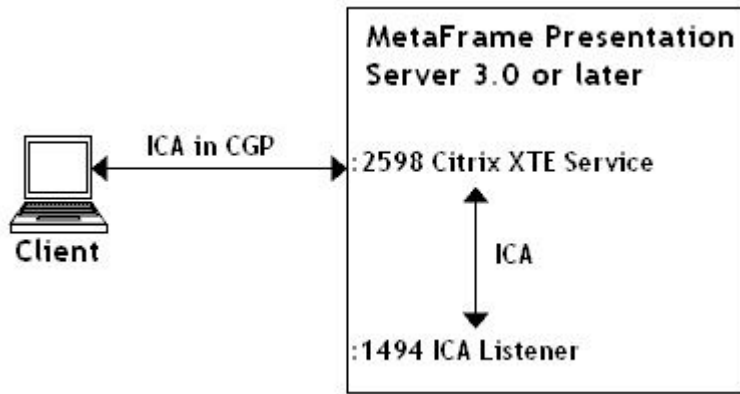 MetaFrame Presentation
Server 3.0 or later
ICA in CGP
:2598 Citrix XTE Service
Client
ICA
:1494 ICA Listener